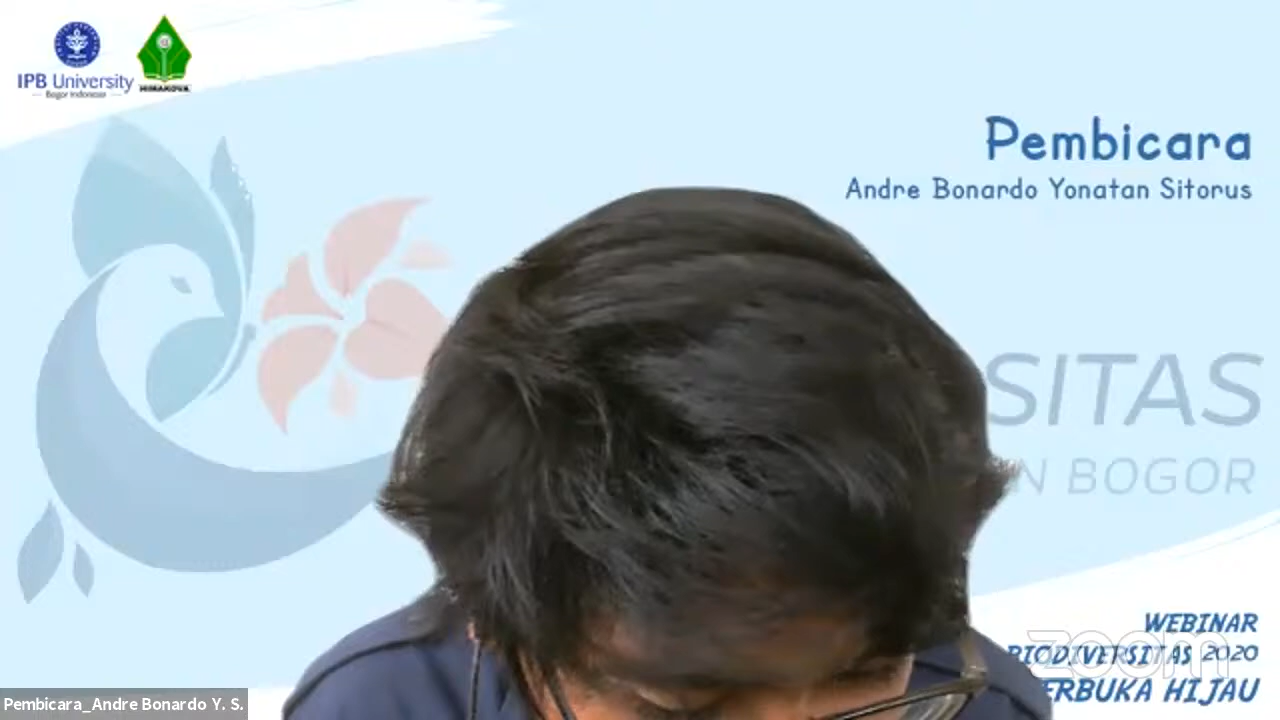 IPB University
Bogor Indonesia
HIMAKOVA
Pembicara
Andre Bonardo Yonatan Sitorus
SITAS
N BOGOR
WEBINAR
BIODIVERSITAS 2020
ERBUKA HIJAU
zoom
Pembicara_Andre Bonardo Y. S.